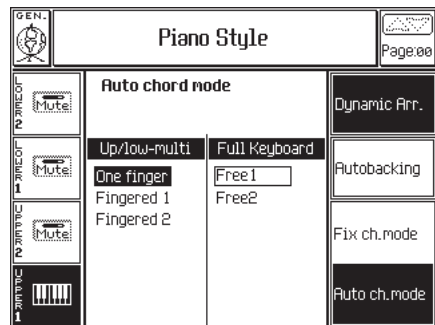 GEN.
Piano Style
Page:00
LOWER 2
Mute
LOWER 1
Mute
UPPER 2
Mute
UPPER 1
Auto chord mode
Up/low-multi
One finger
Fingered 1
Fingered 2
Full Keyboard
Free1
Free2
Dynamic Arr.
Autobacking
Fix ch.mode
Auto ch.mode